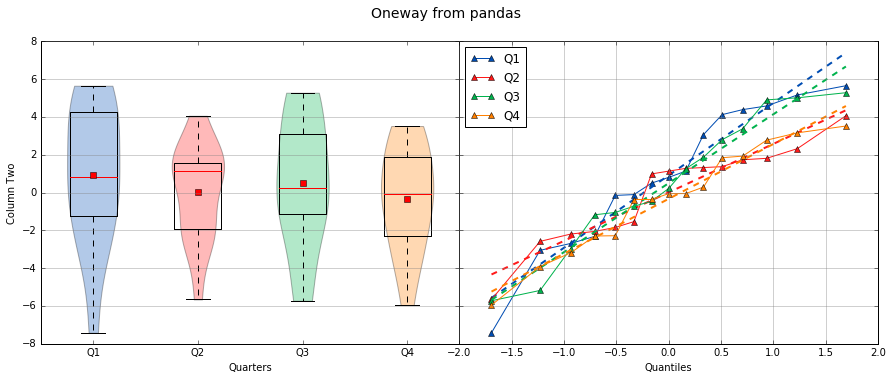 Oneway from pandas
Column Two
8
6
4
2
0
−2
−4
−6
−8
Q1 Q2 Q3 Q4
Quarters
Q1
Q2
Q3
Q4
−2.0 −1.5 −1.0 −0.5 0.0 0.5 1.0 1.5 2.0
Quantiles